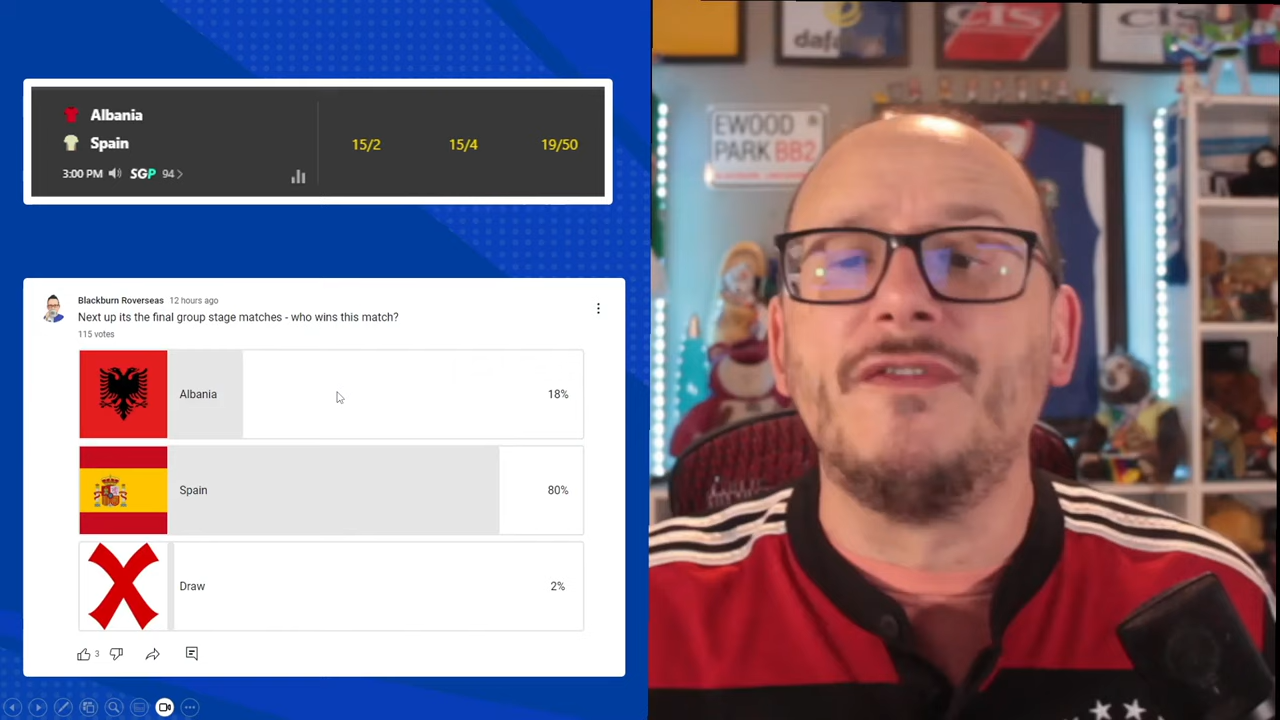 Albania
Spain
15/2
15/4
19/50
3:00 PM
SGP
94 >
Blackburn Roverseas 12 hours ago
Next up its the final group stage matches - who wins this match?
115 votes
Albania
18%
Spain
80%
Draw
2%
3
dafa
CIS
CIS
EWOOD
PARK BB2